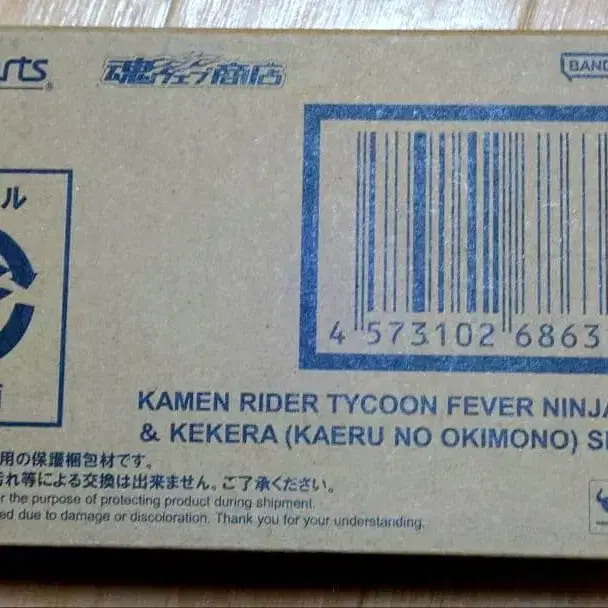 arts
魂ウェブ商店
BAND
ル
4 573102 6863
KAMEN RIDER TYCOON FEVER NINJA
& KEKERA (KAERU NO OKIMONO) S
用の保護梱包材です。
汚れ等による交換は出来ません。ご了承ください。
r the purpose of protecting product during shipment.
ed due to damage or discoloration. Thank you for your understanding.